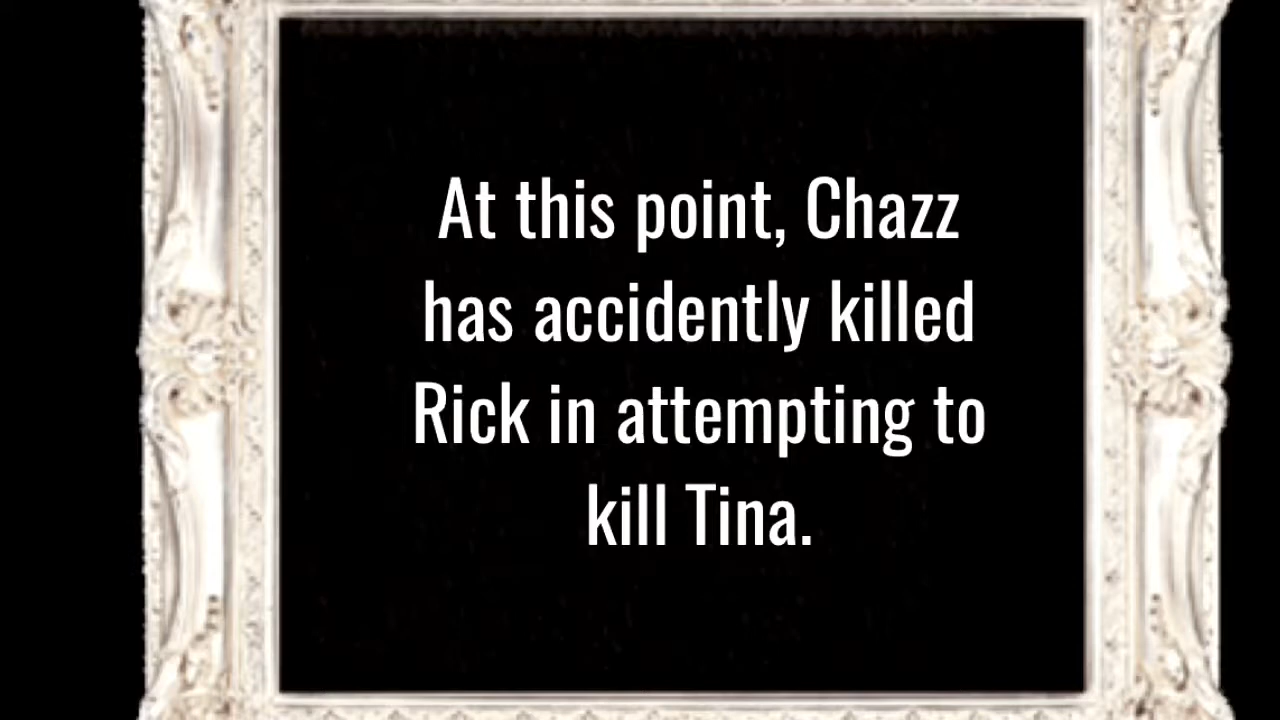 At this point, Chazz
has accidently killed
Rick in attempting to
kill Tina.